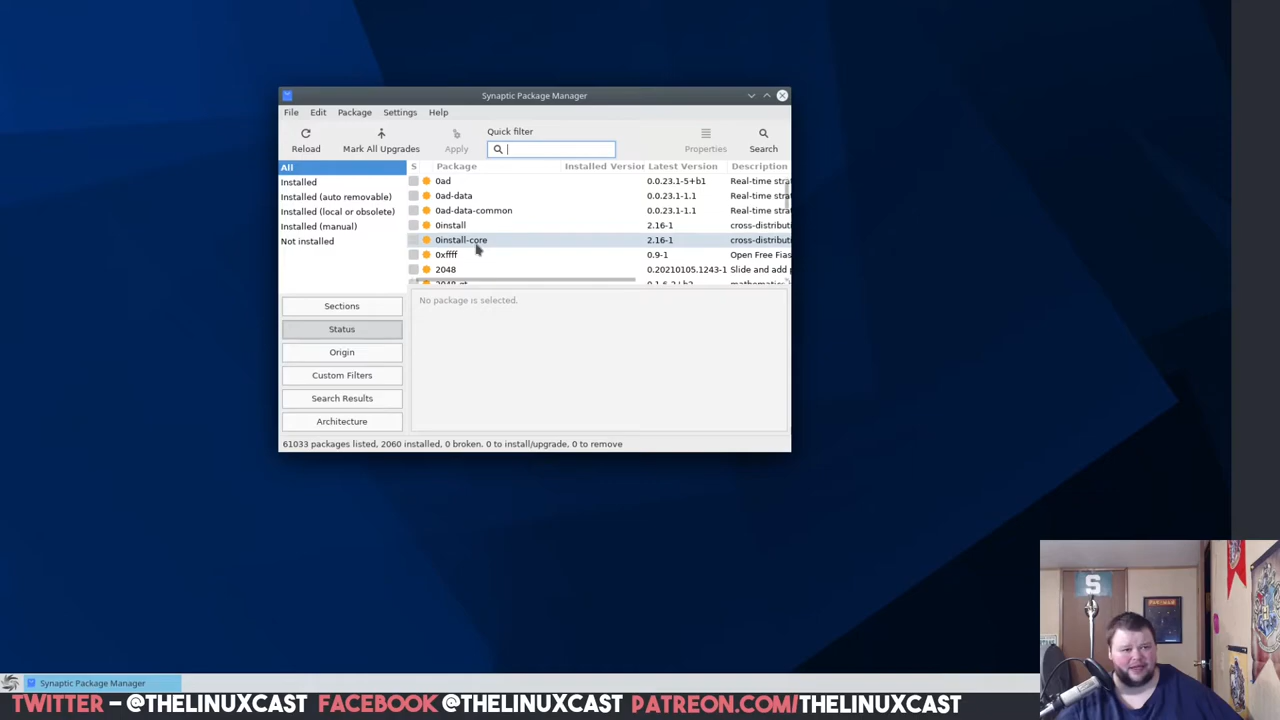 Synaptic Package Manager
File Edit Package Settings Help
Reload
Mark All Upgrades
Apply
Quick filter
Properties
Search
All
Installed
Installed (auto removable)
Installed (local or obsolete)
Installed (manual)
Not installed
S Package Installed Version Latest Version Description
0ad 0.0.23.1-5+b1 Real-time stra
0ad-data 0.0.23.1-1.1 Real-time stra
0ad-data-common 0.0.23.1-1.1 Real-time stra
0install 2.16-1 cross-distributi
0install-core 2.16-1 cross-distributi
0xffff 0.9-1 Open Free Fias
2048 0.20210105.1243-1 Slide and add p
No package is selected.
Sections
Status
Origin
Custom Filters
Search Results
Architecture
61033 packages listed, 2060 installed, 0 broken. 0 to install/upgrade, 0 to remove
S
Synaptic Package Manager
TWITTER – @THELINUXCAST FACEBOOK @THELINUXCAST PATREON.COM/THELINUXCAST